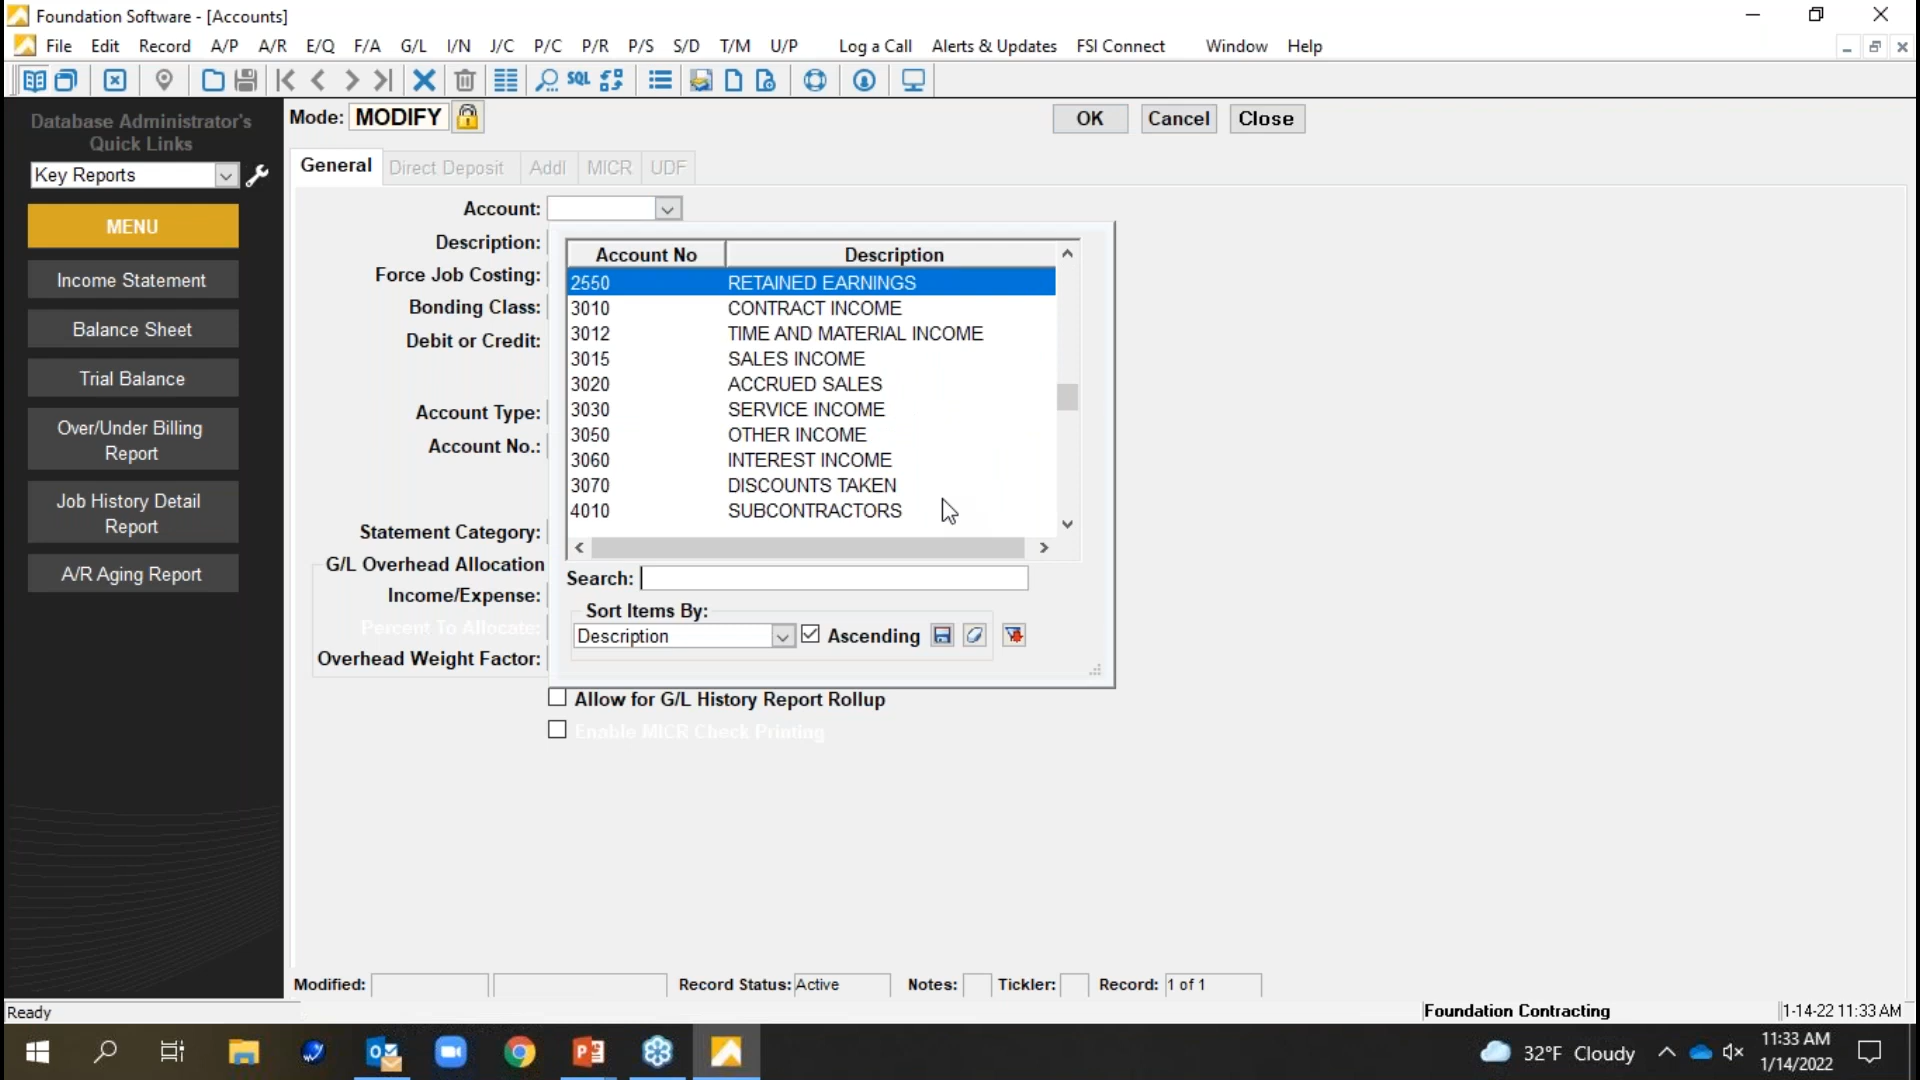 Foundation Software - [Accounts]
File Edit Record A/P A/R E/Q F/A G/L I/N J/C P/C P/R P/S S/D T/M U/P Log a Call Alerts & Updates FSI Connect Window Help
SQL
Database Administrator's
Quick Links
Key Reports
MENU
Income Statement
Balance Sheet
Trial Balance
Over/Under Billing
Report
Job History Detail
Report
A/R Aging Report
Mode: MODIFY
OK Cancel Close
General Direct Deposit Addl MICR UDF
Account:
Description:
Force Job Costing:
Bonding Class:
Debit or Credit:
Account Type:
Account No.:
Statement Category:
G/L Overhead Allocation
Income/Expense:
Percent To Allocate:
Overhead Weight Factor:
Account No Description
2550 RETAINED EARNINGS
3010 CONTRACT INCOME
3012 TIME AND MATERIAL INCOME
3015 SALES INCOME
3020 ACCRUED SALES
3030 SERVICE INCOME
3050 OTHER INCOME
3060 INTEREST INCOME
3070 DISCOUNTS TAKEN
4010 SUBCONTRACTORS
Search:
Sort Items By:
Description Ascending
Allow for G/L History Report Rollup
Enable MICR Check Printing
Modified: Record Status: Active Notes: Tickler: Record: 1 of 1
Ready Foundation Contracting 1-14-22 11:33 AM
32°F Cloudy
11:33 AM
1/14/2022